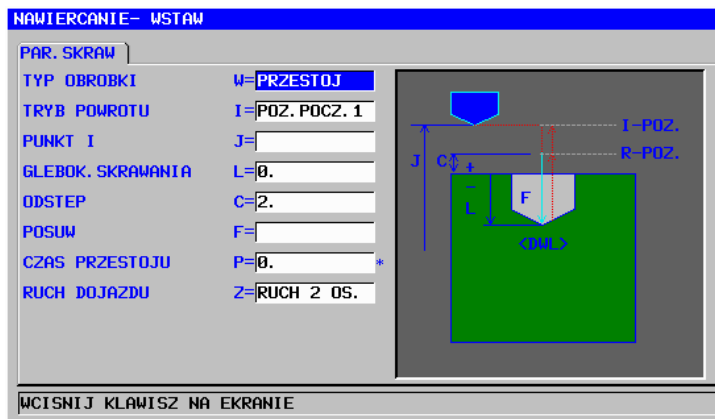 NAWIERCANIE- WSTAW
PAR.SKRAW
TYP OBROBKI W=PRZESTOJ
TRYB POWROTU I=POZ.POCZ.1
PUNKT I J=
GLEBOK.SKRAWANIA L=0.
ODSTEP C=2.
POSUW F=
CZAS PRZESTOJU P=0. *
RUCH DOJAZDU Z=RUCH 2 OS.
I-POZ.
R-POZ.
J
C
+
-
L
F
<DWL>
WCISNIJ KLAWISZ NA EKRANIE